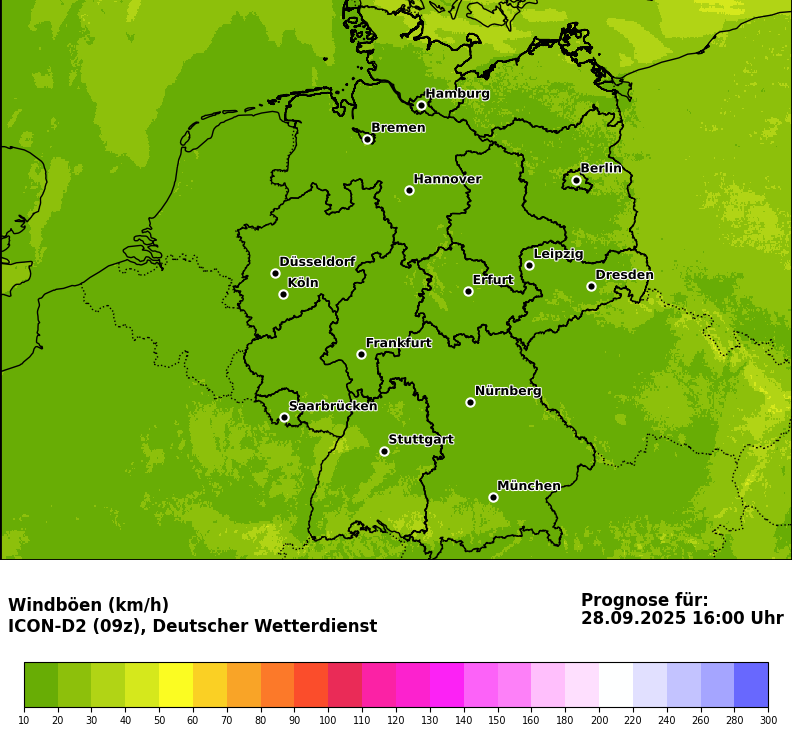 Hamburg
Bremen
Berlin
Hannover
Leipzig
Düsseldorf
Dresden
Köln
Erfurt
Frankfurt
Nürnberg
Saarbrücken
Stuttgart
München
Windböen (km/h)
ICON-D2 (09z), Deutscher Wetterdienst
Prognose für:
28.09.2025 16:00 Uhr
10 20 30 40 50 60 70 80 90 100 110 120 130 140 150 160 180 200 220 240 260 280 300